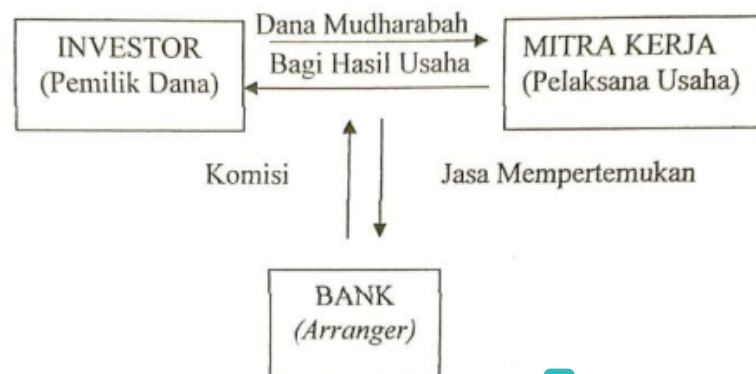 Dana Mudharabah
INVESTOR
(Pemilik Dana)
Bagi Hasil Usaha
MITRA KERJA
(Pelaksana Usaha)
Komisi
Jasa Mempertemukan
BANK
(Arranger)